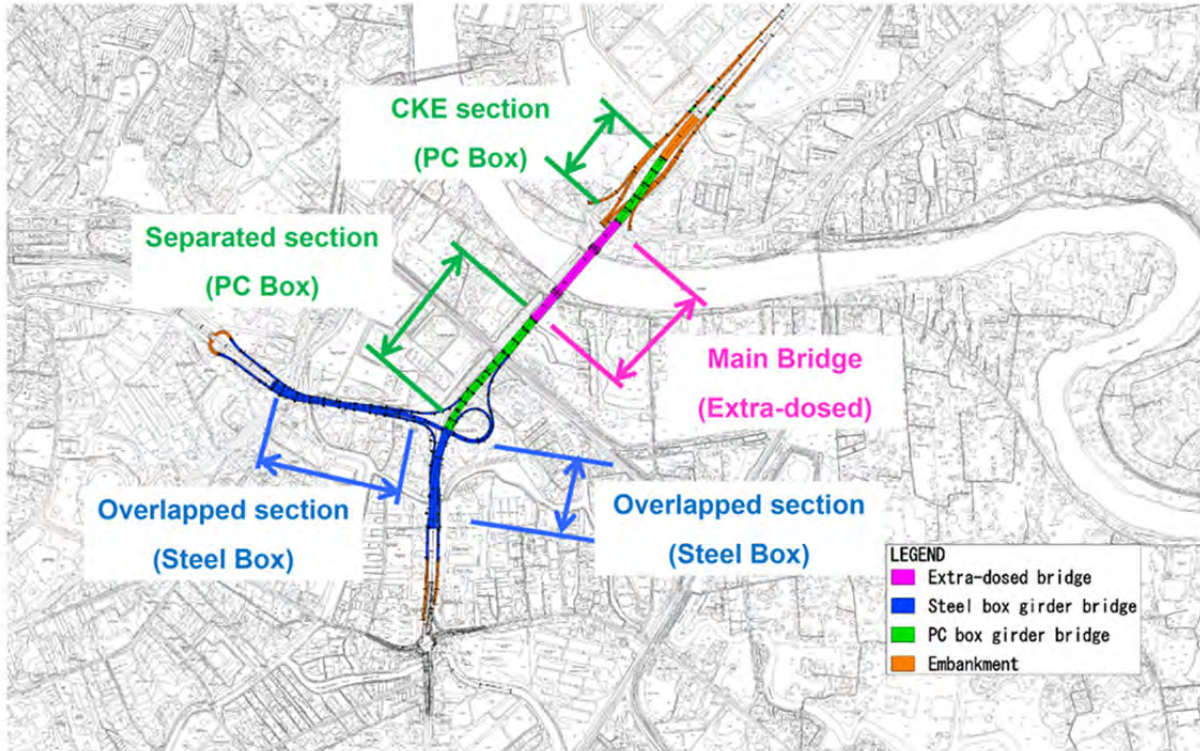 CKE section
(PC Box)
Separated section
(PC Box)
Main Bridge
(Extra-dosed)
Overlapped section
(Steel Box)
Overlapped section
(Steel Box)
LEGEND
Extra-dosed bridge
Steel box girder bridge
PC box girder bridge
Embankment